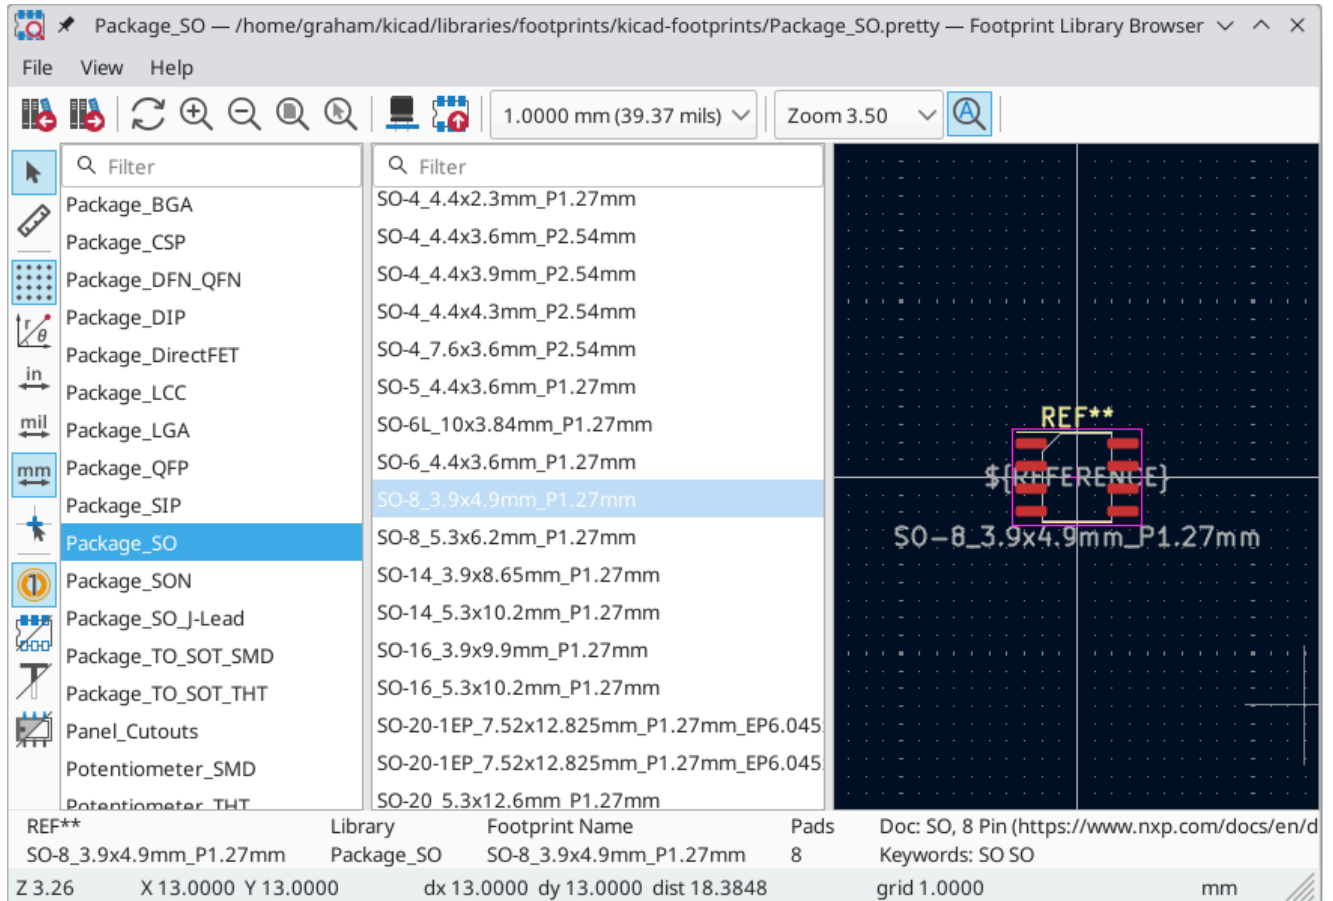 Package_SO — /home/graham/kicad/libraries/footprints/kicad-footprints/Package_SO.pretty — Footprint Library Browser
File View Help
1.0000 mm (39.37 mils) Zoom 3.50
Filter
Package_BGA
Package_CSP
Package_DFN_QFN
Package_DIP
Package_DirectFET
Package_LCC
Package_LGA
Package_QFP
Package_SIP
Package_SO
Package_SON
Package_SO_J-Lead
Package_TO_SOT_SMD
Package_TO_SOT_THT
Panel_Cutouts
Potentiometer_SMD
Potentiometer_THT
Filter
SO-4_4.4x2.3mm_P1.27mm
SO-4_4.4x3.6mm_P2.54mm
SO-4_4.4x3.9mm_P2.54mm
SO-4_4.4x4.3mm_P2.54mm
SO-4_7.6x3.6mm_P2.54mm
SO-5_4.4x3.6mm_P1.27mm
SO-6L_10x3.84mm_P1.27mm
SO-6_4.4x3.6mm_P1.27mm
SO-8_3.9x4.9mm_P1.27mm
SO-8_5.3x6.2mm_P1.27mm
SO-14_3.9x8.65mm_P1.27mm
SO-14_5.3x10.2mm_P1.27mm
SO-16_3.9x9.9mm_P1.27mm
SO-16_5.3x10.2mm_P1.27mm
SO-20-1EP_7.52x12.825mm_P1.27mm_EP6.045
SO-20-1EP_7.52x12.825mm_P1.27mm_EP6.045
SO-20_5.3x12.6mm_P1.27mm
in
mil
mm
r
θ
1
A
T
REF**
${REFERENCE}
SO-8_3.9x4.9mm_P1.27mm
REF** Library Footprint Name Pads Doc: SO, 8 Pin (https://www.nxp.com/docs/en/d
SO-8_3.9x4.9mm_P1.27mm Package_SO SO-8_3.9x4.9mm_P1.27mm 8 Keywords: SO SO
Z 3.26 X 13.0000 Y 13.0000 dx 13.0000 dy 13.0000 dist 18.3848 grid 1.0000 mm